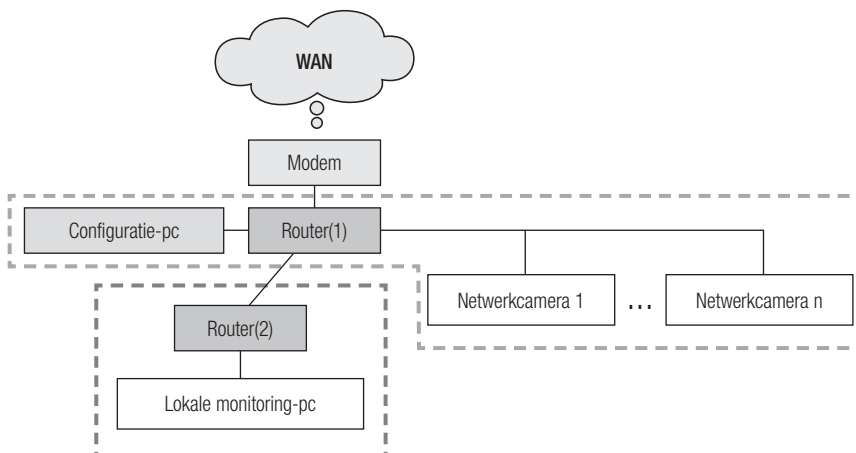 WAN
Modem
Configuratie-pc
Router(1)
Netwerkcamera 1
...
Netwerkcamera n
Router(2)
Lokale monitoring-pc